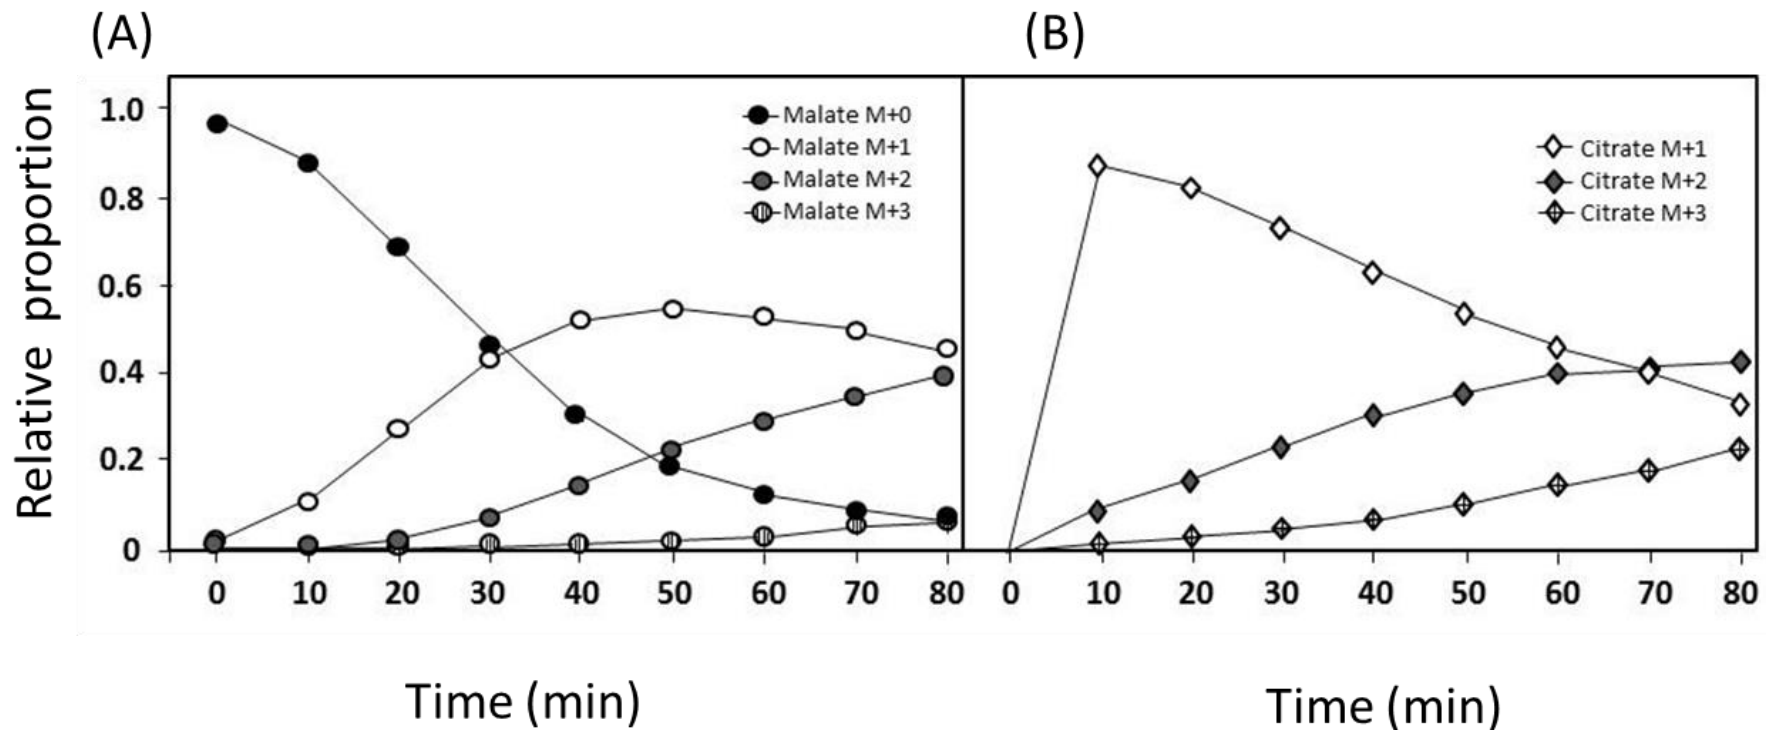 (A)
(B)
Relative proportion
1.0
0.8
0.6
0.4
0.2
0
Malate M+0
Malate M+1
Malate M+2
Malate M+3
Citrate M+1
Citrate M+2
Citrate M+3
0 10 20 30 40 50 60 70 80
0 10 20 30 40 50 60 70 80
Time (min)
Time (min)